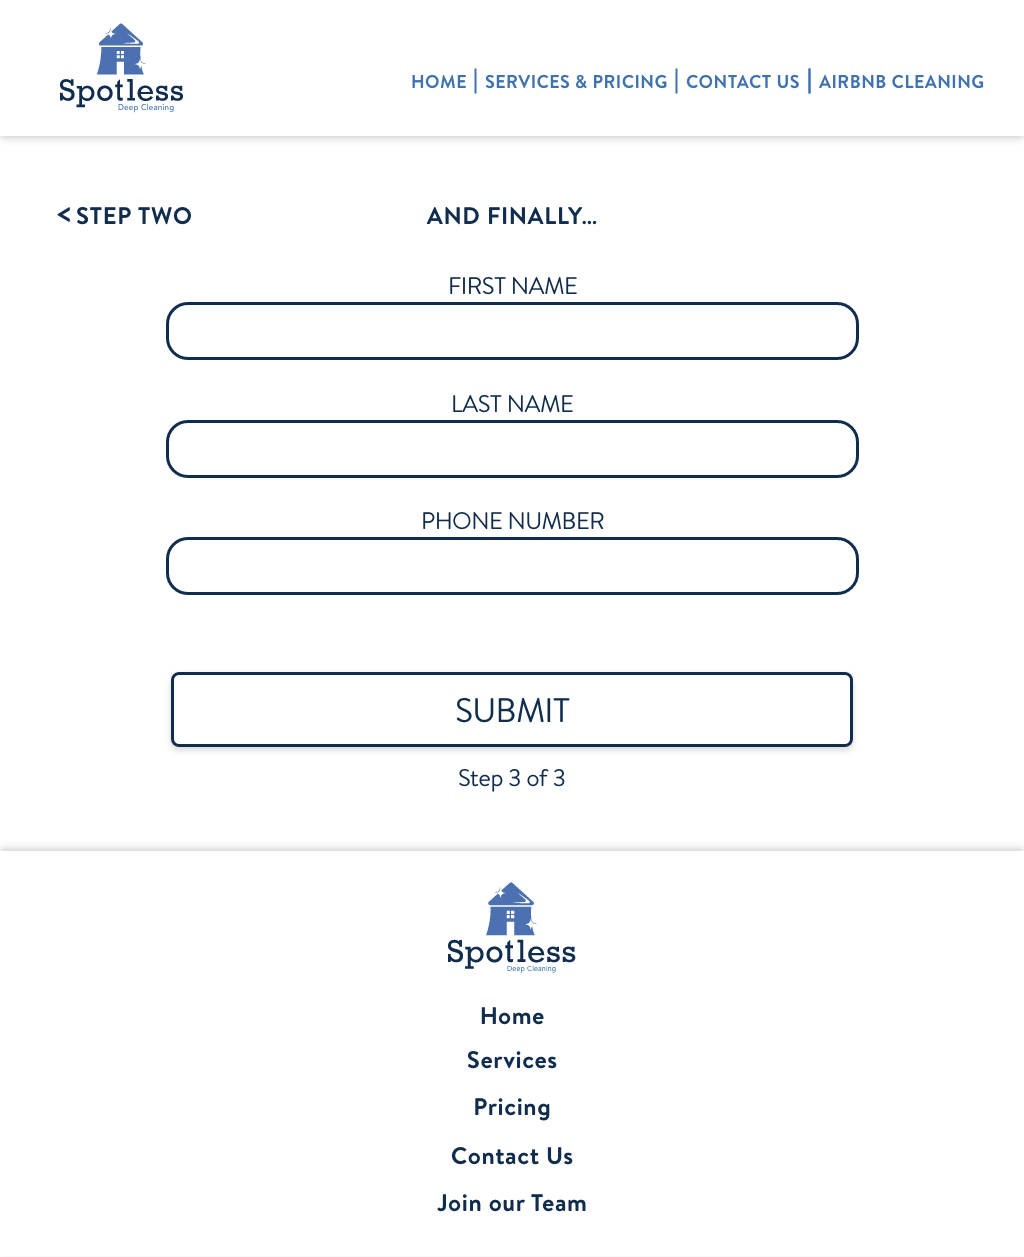 Spotless
Deep Cleaning
HOME | SERVICES & PRICING | CONTACT US | AIRBNB CLEANING
< STEP TWO
AND FINALLY...
FIRST NAME
LAST NAME
PHONE NUMBER
SUBMIT
Step 3 of 3
Spotless
Deep Cleaning
Home
Services
Pricing
Contact Us
Join our Team